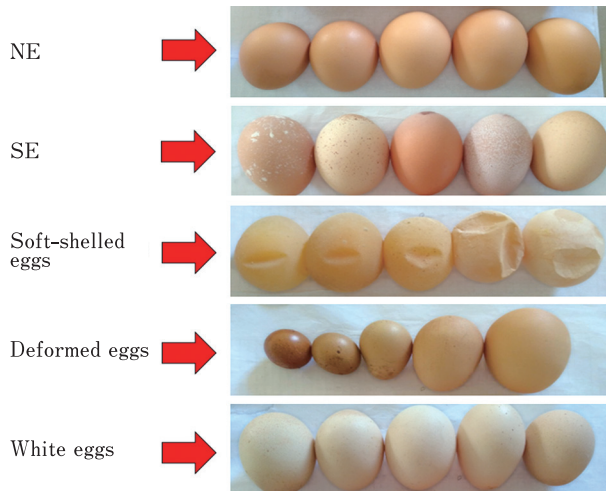 NE
SE
Soft-shelled
eggs
Deformed eggs
White eggs